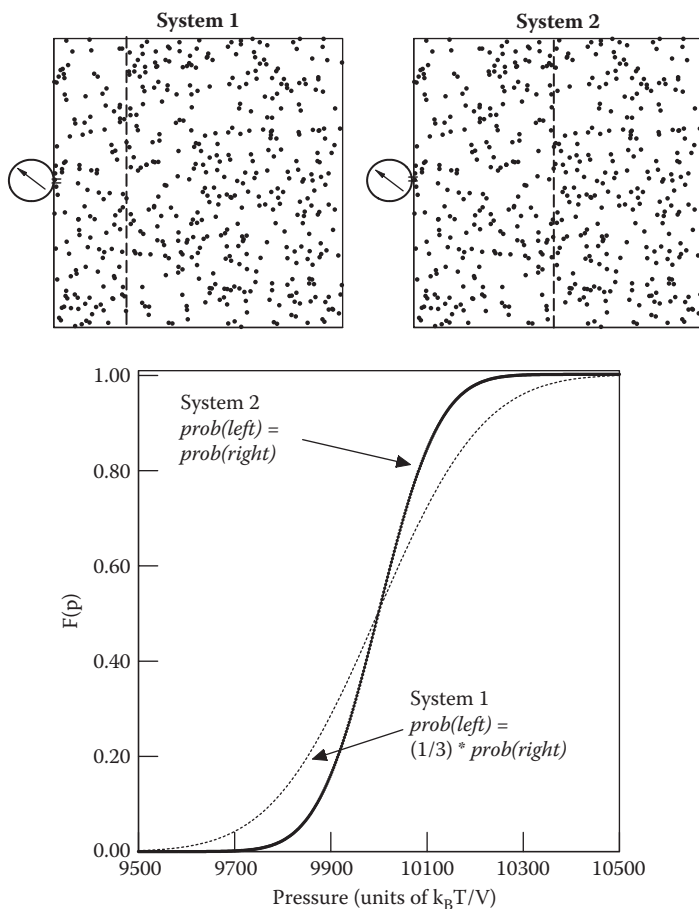 System 1
System 2
1.00
0.80
0.60
0.40
0.20
0.00
F(p)
System 2
prob(left) =
prob(right)
System 1
prob(left) =
(1/3) * prob(right)
9500
9700
9900
10100
10300
10500
Pressure (units of kBT/V)